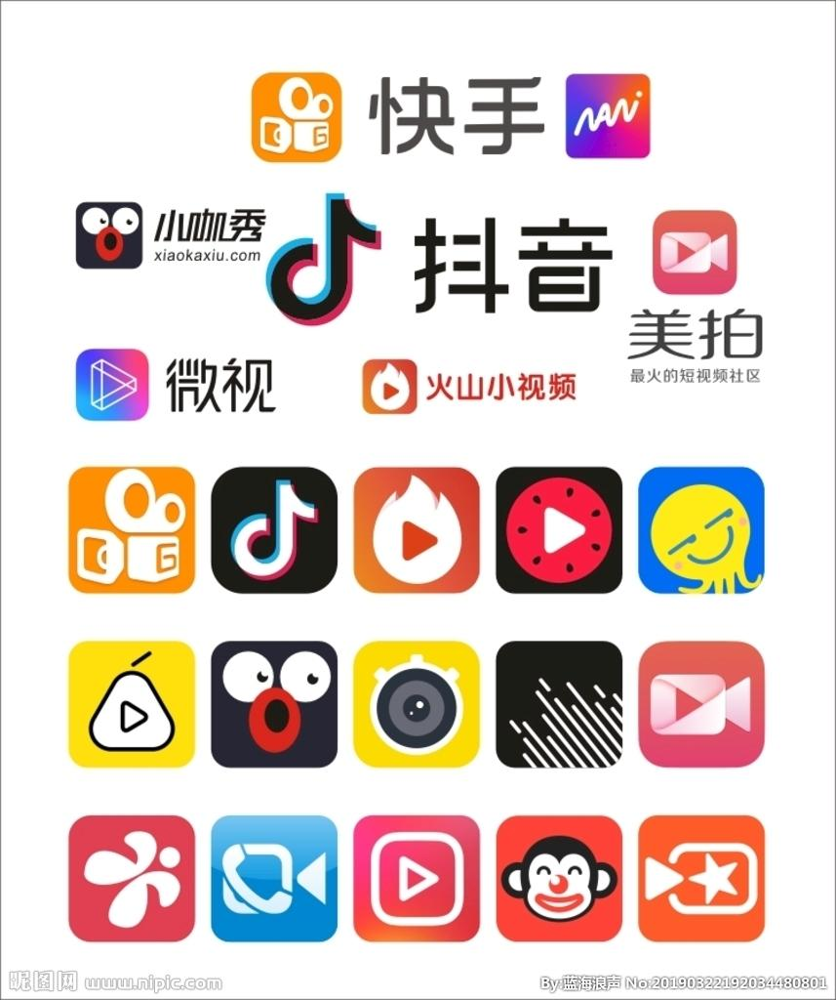 快手
NANi
小咖秀
xiaokaxiu.com
抖音
美拍
最火的短视频社区
微视
火山小视频
G
昵图网 www.nipic.com
By:蓝海浪声 No:20190322192034480801